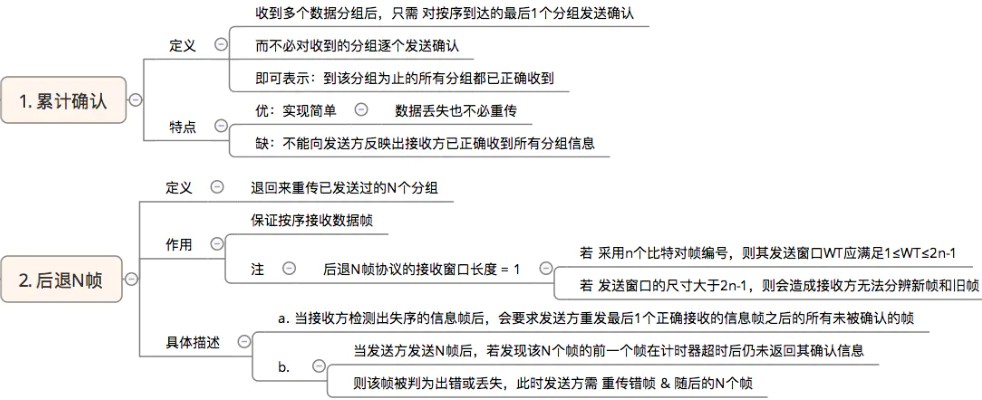 1. 累计确认
定义
收到多个数据分组后，只需 对按序到达的最后1个分组发送确认
而不必对收到的分组逐个发送确认
即可表示：到该分组为止的所有分组都已正确收到
特点
优：实现简单
数据丢失也不必重传
缺：不能向发送方反映出接收方已正确收到所有分组信息
2. 后退N帧
定义
退回来重传已发送过的N个分组
作用
保证按序接收数据帧
注
后退N帧协议的接收窗口长度 = 1
若 采用n个比特对帧编号，则其发送窗口WT应满足1≤WT≤2n-1
若 发送窗口的尺寸大于2n-1，则会造成接收方无法分辨新帧和旧帧
具体描述
a. 当接收方检测出失序的信息帧后，会要求发送方重发最后1个正确接收的信息帧之后的所有未被确认的帧
b.
当发送方发送N帧后，若发现该N个帧的前一个帧在计时器超时后仍未返回其确认信息
则该帧被判为出错或丢失，此时发送方需 重传错帧 & 随后的N个帧